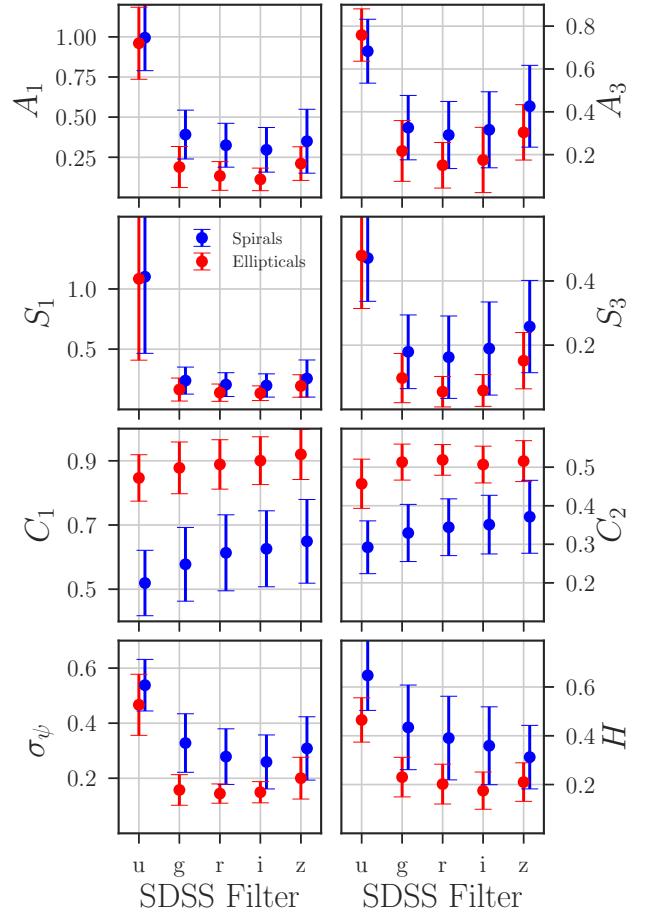 1.00
0.75
0.50
0.25
A₁
0.8
0.6
0.4
0.2
A₃
1.0
0.5
S₁
Spirals
Ellipticals
0.4
0.2
S₃
0.9
0.7
0.5
C₁
0.5
0.4
0.3
0.2
C₂
0.6
0.4
0.2
σ_ψ
0.6
0.4
0.2
H
u g r i z
SDSS Filter
u g r i z
SDSS Filter